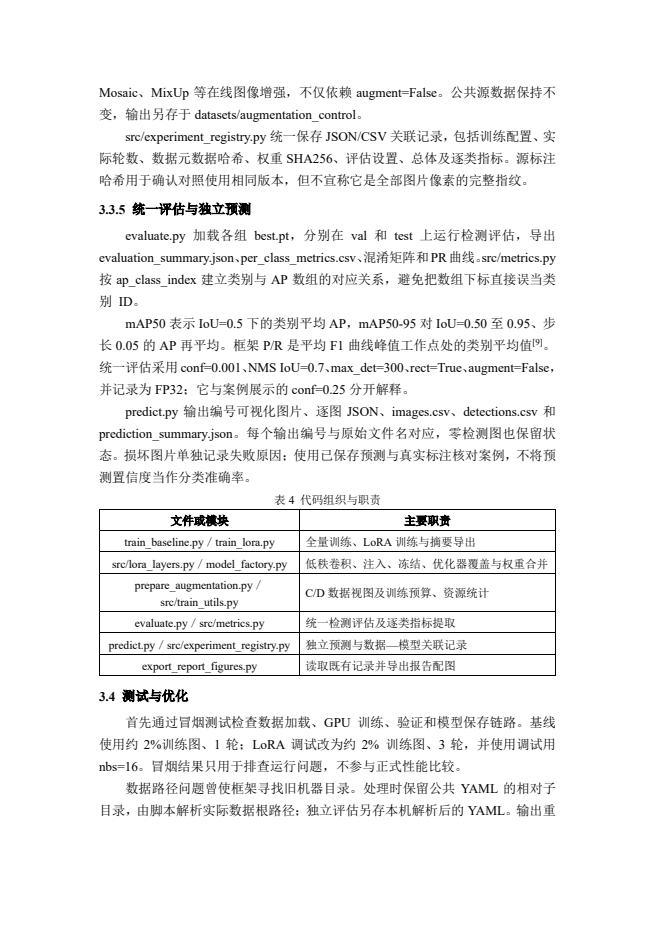 Mosaic、MixUp 等在线图像增强，不仅依赖 augment=False。公共源数据保持不
变，输出另存于 datasets/augmentation_control。
src/experiment_registry.py 统一保存 JSON/CSV 关联记录，包括训练配置、实
际轮数、数据元数据哈希、权重 SHA256、评估设置、总体及逐类指标。源标注
哈希用于确认对照使用相同版本，但不宣称它是全部图片像素的完整指纹。
3.3.5 统一评估与独立预测
evaluate.py 加载各组 best.pt，分别在 val 和 test 上运行检测评估，导出
evaluation_summary.json、per_class_metrics.csv、混淆矩阵和 PR 曲线。src/metrics.py
按 ap_class_index 建立类别与 AP 数组的对应关系，避免把数组下标直接误当类
别 ID。
mAP50 表示 IoU=0.5 下的类别平均 AP，mAP50-95 对 IoU=0.50 至 0.95、步
长 0.05 的 AP 再平均。框架 P/R 是平均 F1 曲线峰值工作点处的类别平均值[9]。
统一评估采用 conf=0.001、NMS IoU=0.7、max_det=300、rect=True、augment=False，
并记录为 FP32；它与案例展示的 conf=0.25 分开解释。
predict.py 输出编号可视化图片、逐图 JSON、images.csv、detections.csv 和
prediction_summary.json。每个输出编号与原始文件名对应，零检测图也保留状
态。损坏图片单独记录失败原因；使用已保存预测与真实标注核对案例，不将预
测置信度当作分类准确率。
表 4 代码组织与职责
文件或模块 主要职责
train_baseline.py / train_lora.py 全量训练、LoRA 训练与摘要导出
src/lora_layers.py / model_factory.py 低秩卷积、注入、冻结、优化器覆盖与权重合并
prepare_augmentation.py /
src/train_utils.py C/D 数据视图及训练预算、资源统计
evaluate.py / src/metrics.py 统一检测评估及逐类指标提取
predict.py / src/experiment_registry.py 独立预测与数据—模型关联记录
export_report_figures.py 读取既有记录并导出报告配图
3.4 测试与优化
首先通过冒烟测试检查数据加载、GPU 训练、验证和模型保存链路。基线
使用约 2%训练图、1 轮；LoRA 调试改为约 2% 训练图、3 轮，并使用调试用
nbs=16。冒烟结果只用于排查运行问题，不参与正式性能比较。
数据路径问题曾使框架寻找旧机器目录。处理时保留公共 YAML 的相对子
目录，由脚本解析实际数据根路径；独立评估另存本机解析后的 YAML。输出重